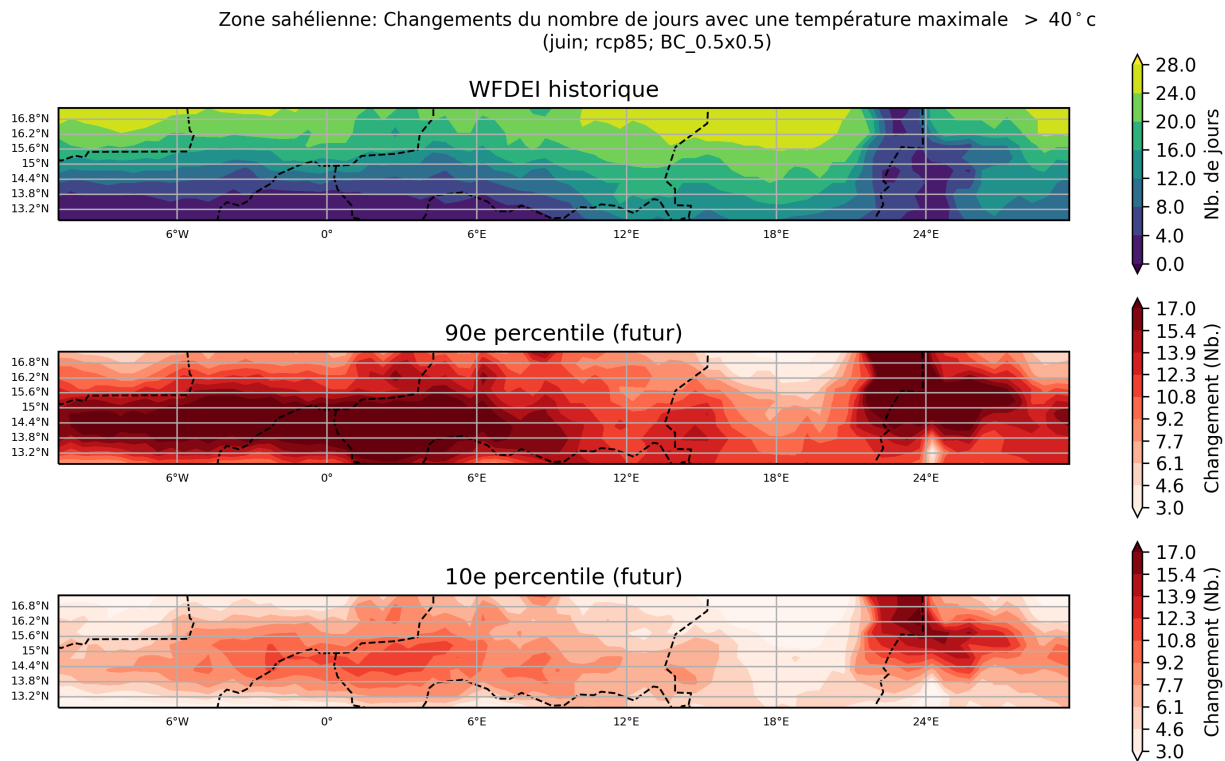 Zone sahélienne: Changements du nombre de jours avec une température maximale > 40°c
(juin; rcp85; BC_0.5x0.5)
WFDEI historique
16.8°N
16.2°N
15.6°N
15°N
14.4°N
13.8°N
13.2°N
6°W
0°
6°E
12°E
18°E
24°E
28.0
24.0
20.0
16.0
12.0
8.0
4.0
0.0
Nb. de jours
90e percentile (futur)
16.8°N
16.2°N
15.6°N
15°N
14.4°N
13.8°N
13.2°N
6°W
0°
6°E
12°E
18°E
24°E
17.0
15.4
13.9
12.3
10.8
9.2
7.7
6.1
4.6
3.0
Changement (Nb.)
10e percentile (futur)
16.8°N
16.2°N
15.6°N
15°N
14.4°N
13.8°N
13.2°N
6°W
0°
6°E
12°E
18°E
24°E
17.0
15.4
13.9
12.3
10.8
9.2
7.7
6.1
4.6
3.0
Changement (Nb.)